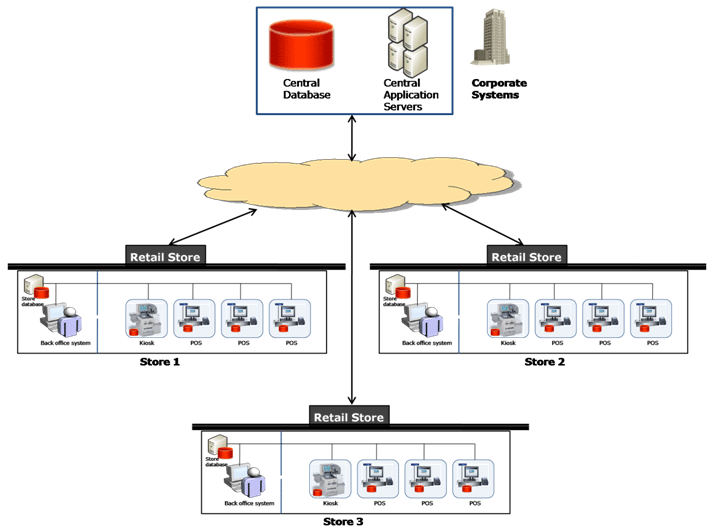 Central
Database
Central
Application
Servers
Corporate
Systems
Retail Store
Store
database
Back office system
Kiosk
POS
POS
POS
Store 1
Retail Store
Store
database
Back office system
Kiosk
POS
POS
POS
Store 2
Retail Store
Store
database
Back office system
Kiosk
POS
POS
POS
Store 3